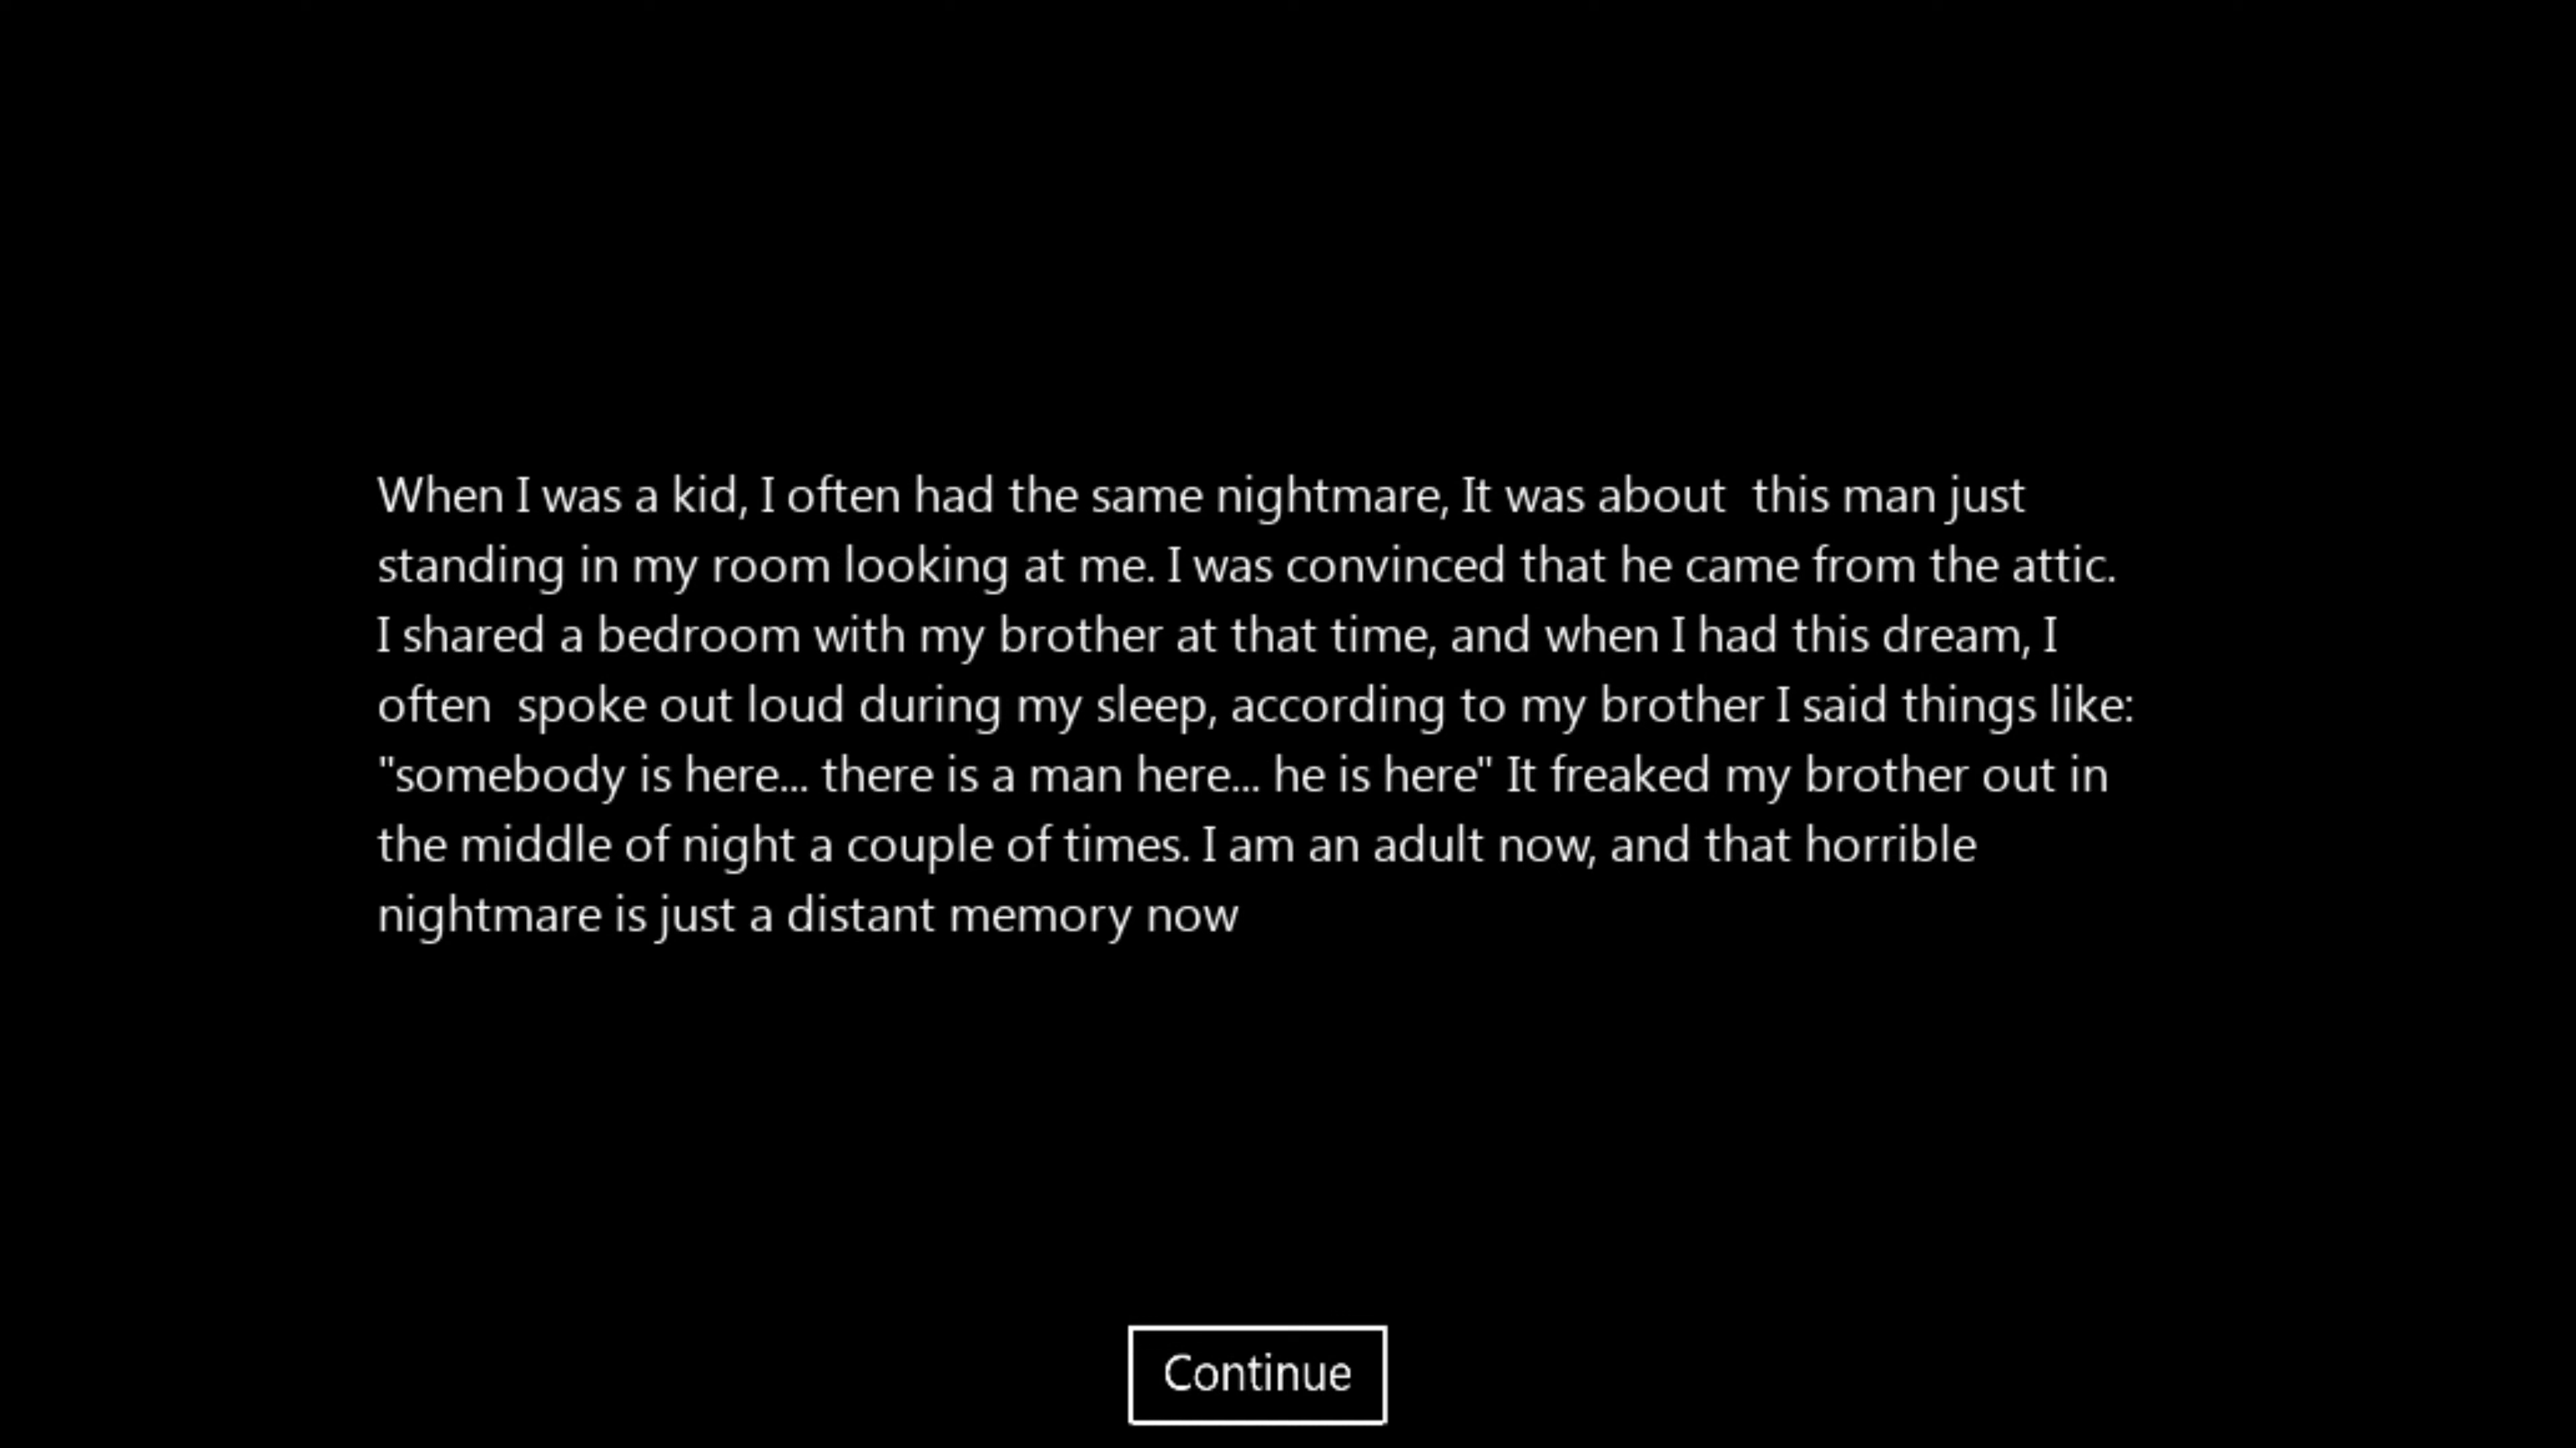 When I was a kid, I often had the same nightmare, It was about  this man just
standing in my room looking at me. I was convinced that he came from the attic.
I shared a bedroom with my brother at that time, and when I had this dream, I
often  spoke out loud during my sleep, according to my brother I said things like:
"somebody is here... there is a man here... he is here" It freaked my brother out in
the middle of night a couple of times. I am an adult now, and that horrible
nightmare is just a distant memory now
Continue